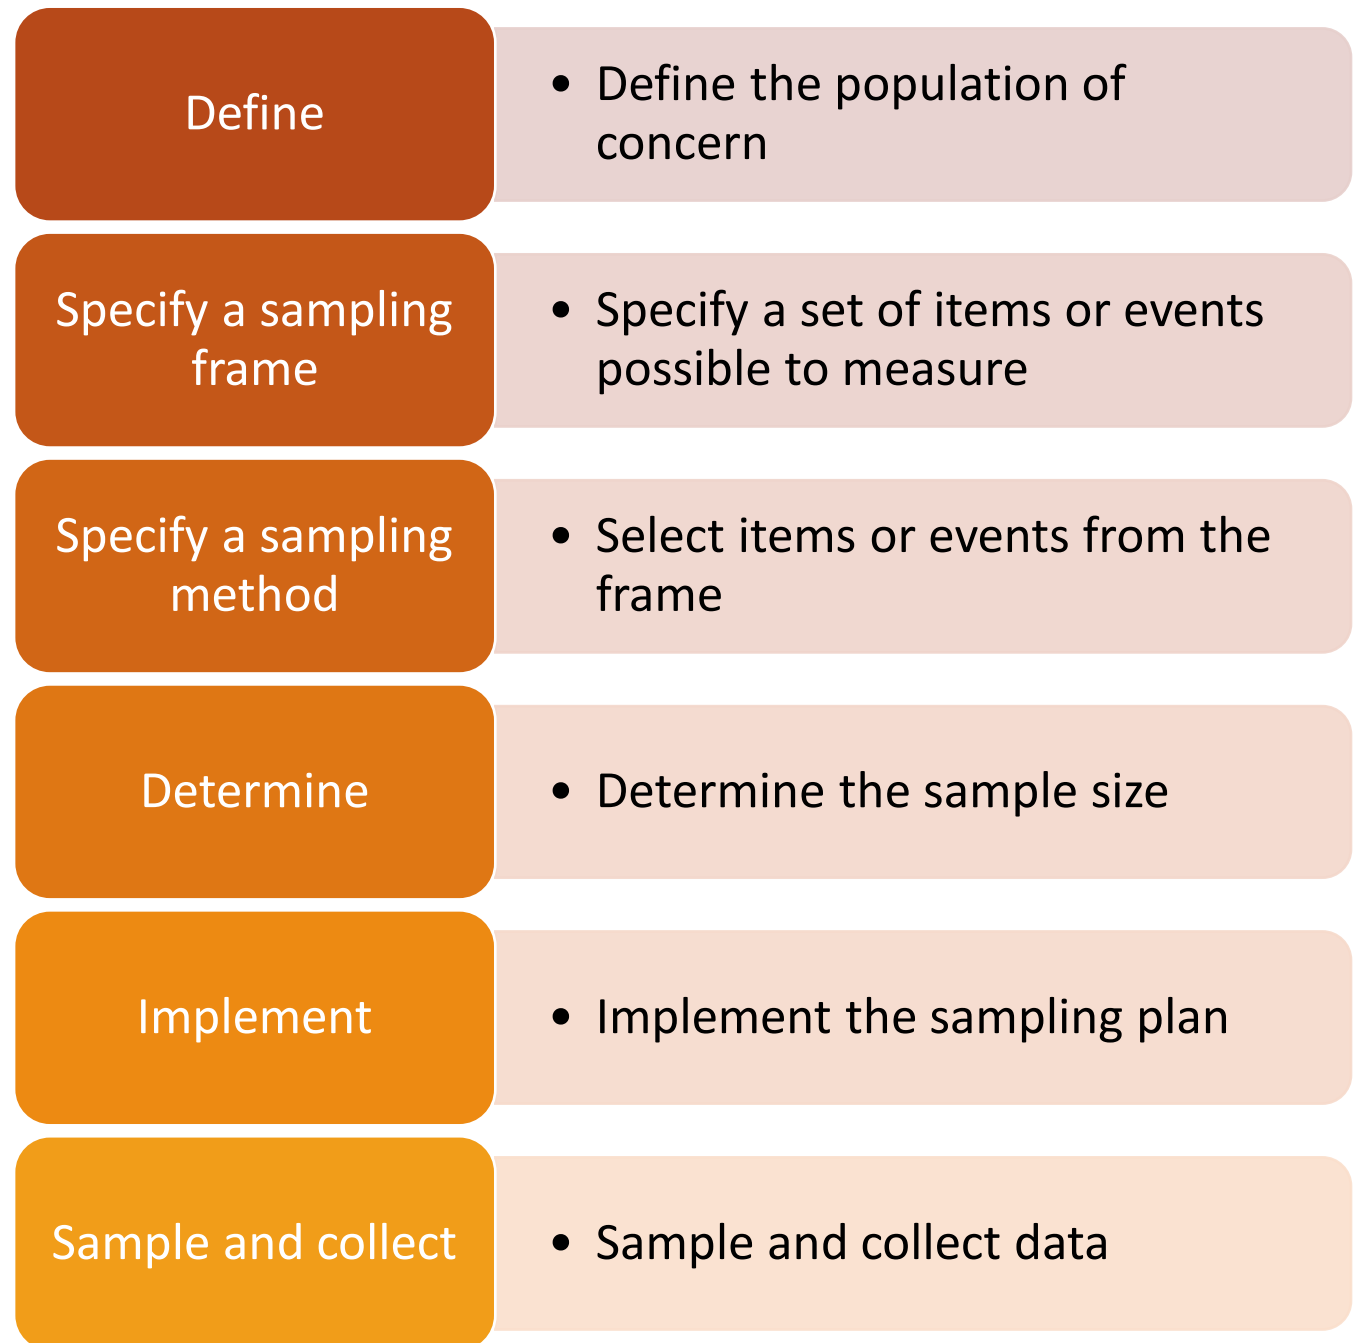 Define
• Define the population of
concern
Specify a sampling
frame
• Specify a set of items or events
possible to measure
Specify a sampling
method
• Select items or events from the
frame
Determine
• Determine the sample size
Implement
• Implement the sampling plan
Sample and collect
• Sample and collect data